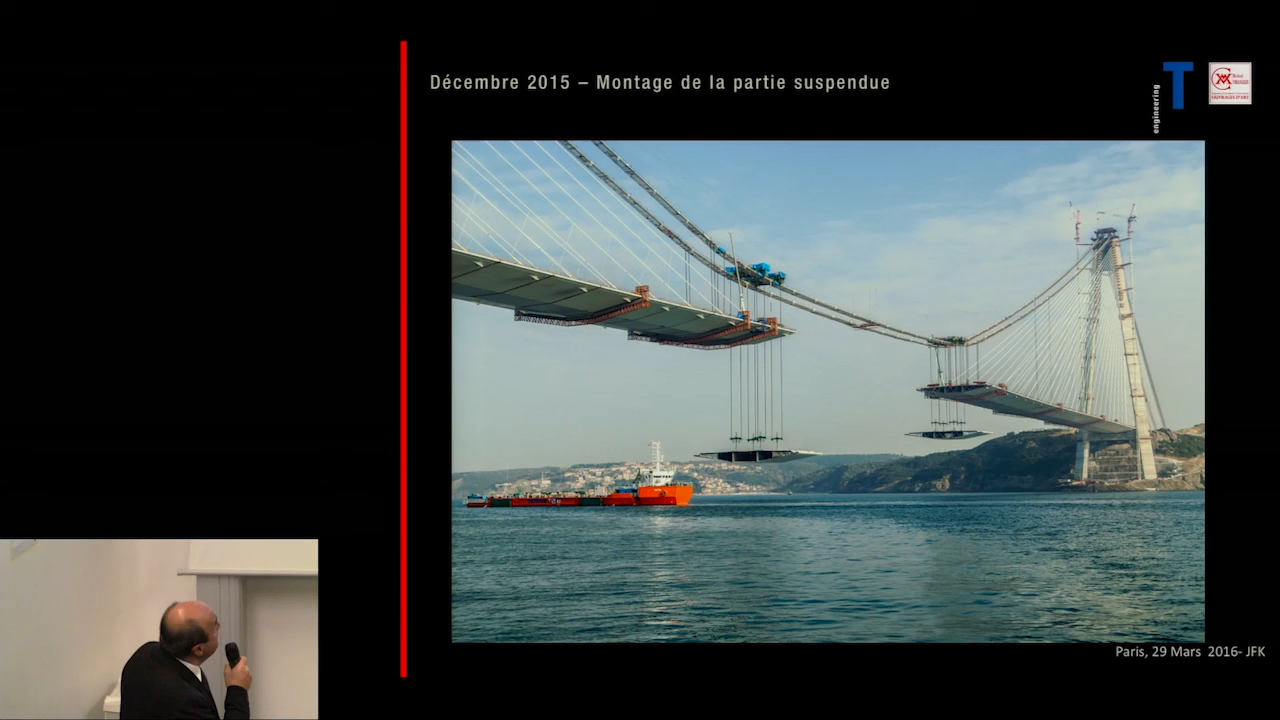 Décembre 2015 – Montage de la partie suspendue
engineering
T
Paris, 29 Mars 2016- JFK